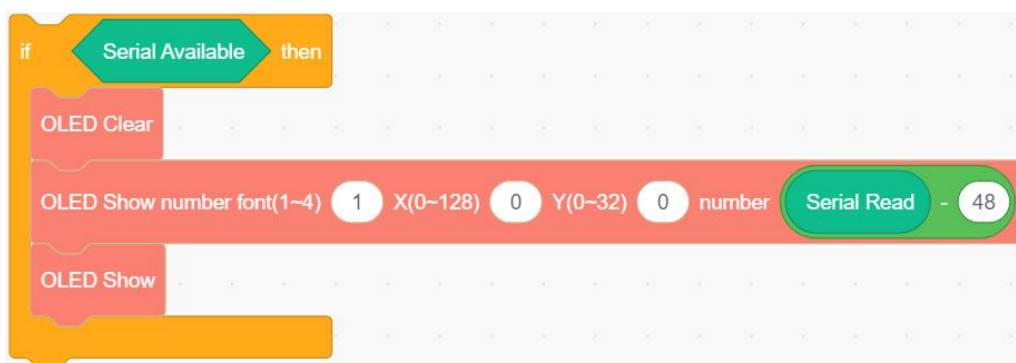 if Serial Available then
OLED Clear
OLED Show number font(1~4) 1 X(0~128) 0 Y(0~32) 0 number Serial Read - 48
OLED Show